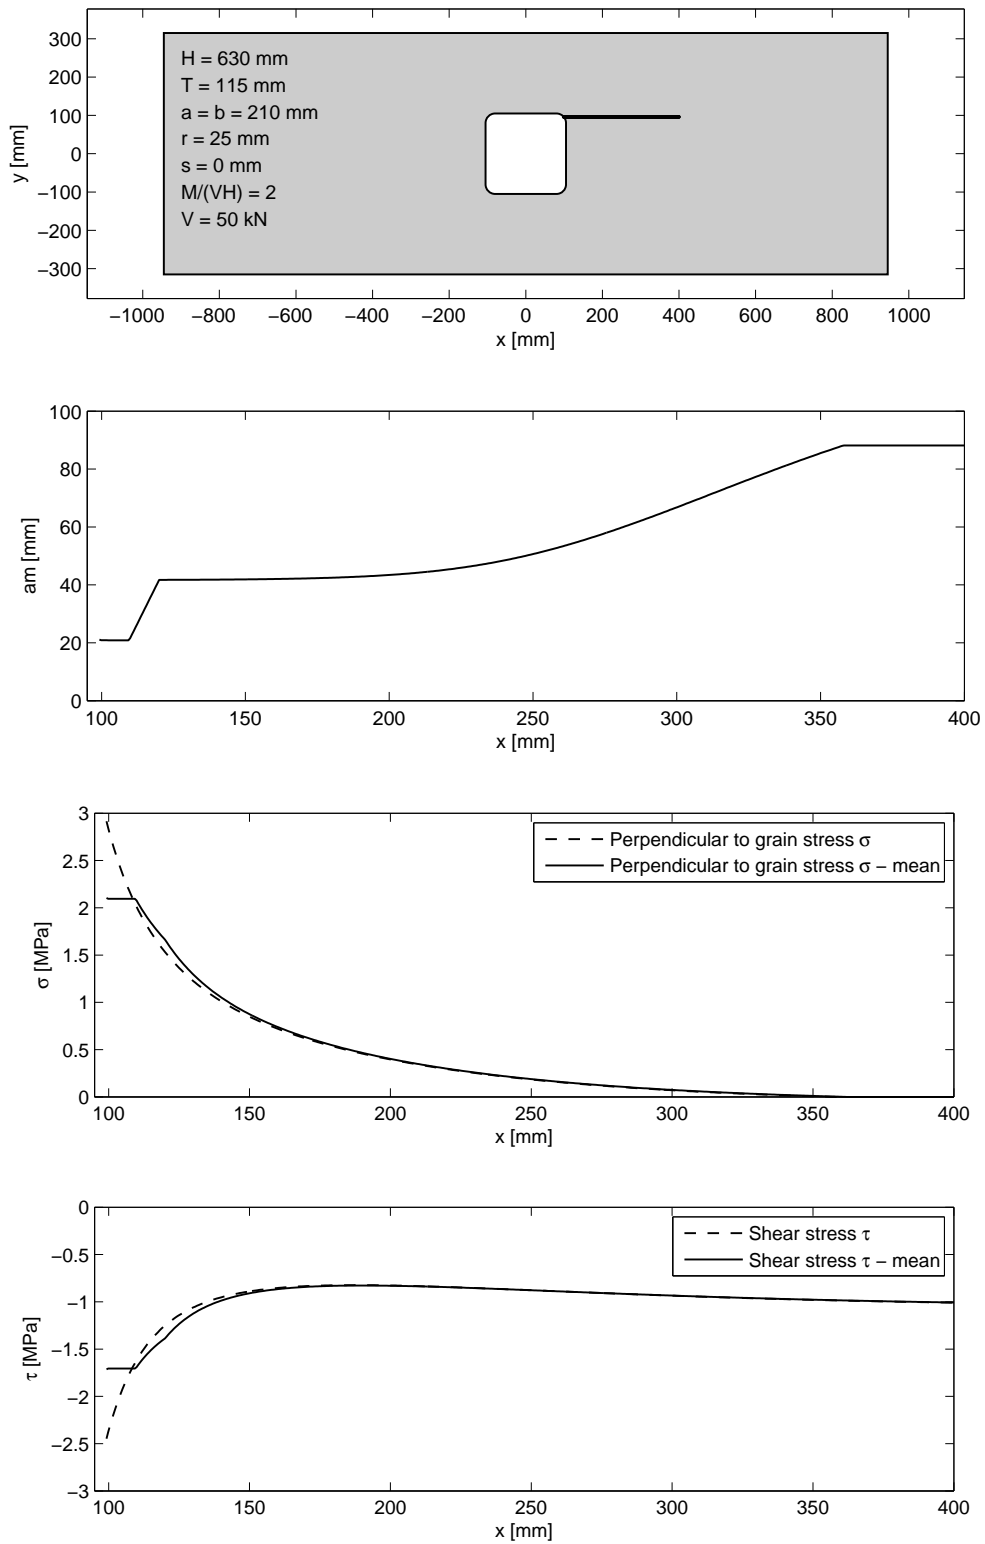 300
200
100
0
−100
−200
−300
y [mm]
H = 630 mm
T = 115 mm
a = b = 210 mm
r = 25 mm
s = 0 mm
M/(VH) = 2
V = 50 kN
−1000 −800 −600 −400 −200 0 200 400 600 800 1000
x [mm]
100
80
60
40
20
0
am [mm]
100 150 200 250 300 350 400
x [mm]
3
2.5
2
1.5
1
0.5
0
σ [MPa]
Perpendicular to grain stress σ
Perpendicular to grain stress σ − mean
100 150 200 250 300 350 400
x [mm]
0
−0.5
−1
−1.5
−2
−2.5
−3
τ [MPa]
Shear stress τ
Shear stress τ − mean
100 150 200 250 300 350 400
x [mm]